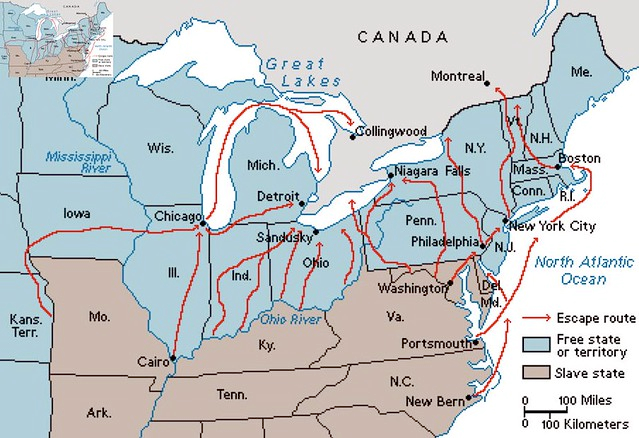 CANADA
Great
Lakes
Montreal
Me.
Minn.
Collingwood
Vt.
N.H.
Wis.
Mississippi
River
Mich.
N.Y.
Niagara Falls
Boston
Mass.
Conn.
R.I.
Detroit
Iowa
Chicago
Sandusky
Penn.
New York City
Philadelphia
N.J.
Ohio
Ill.
Ind.
North Atlantic
Ocean
Washington
Del.
Md.
Kans.
Terr.
Mo.
Ohio River
Va.
Ky.
Portsmouth
Cairo
N.C.
Tenn.
New Bern
Ark.
Escape route
Free state
or territory
Slave state
0 100 Miles
0 100 Kilometers